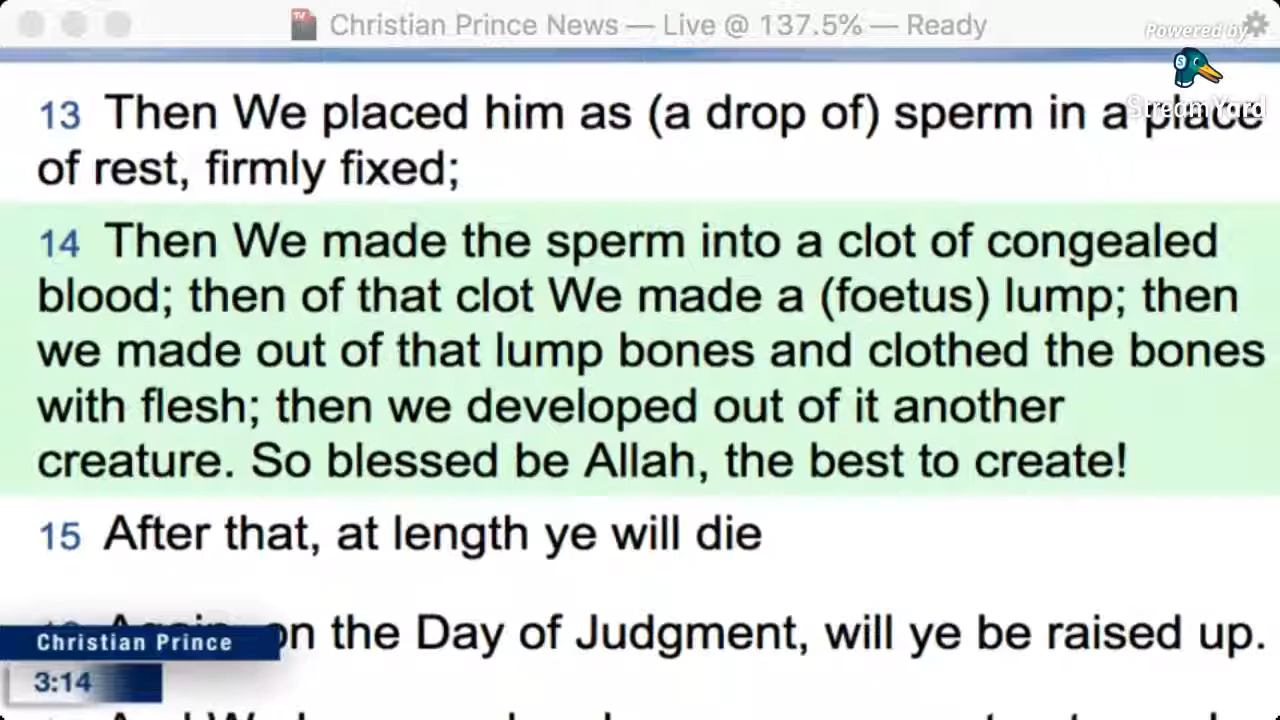 Christian Prince News — Live @ 137.5% — Ready
Powered by
StreamYard
13 Then We placed him as (a drop of) sperm in a place
of rest, firmly fixed;
14 Then We made the sperm into a clot of congealed
blood; then of that clot We made a (foetus) lump; then
we made out of that lump bones and clothed the bones
with flesh; then we developed out of it another
creature. So blessed be Allah, the best to create!
15 After that, at length ye will die
Again, on the Day of Judgment, will ye be raised up.
Christian Prince
3:14